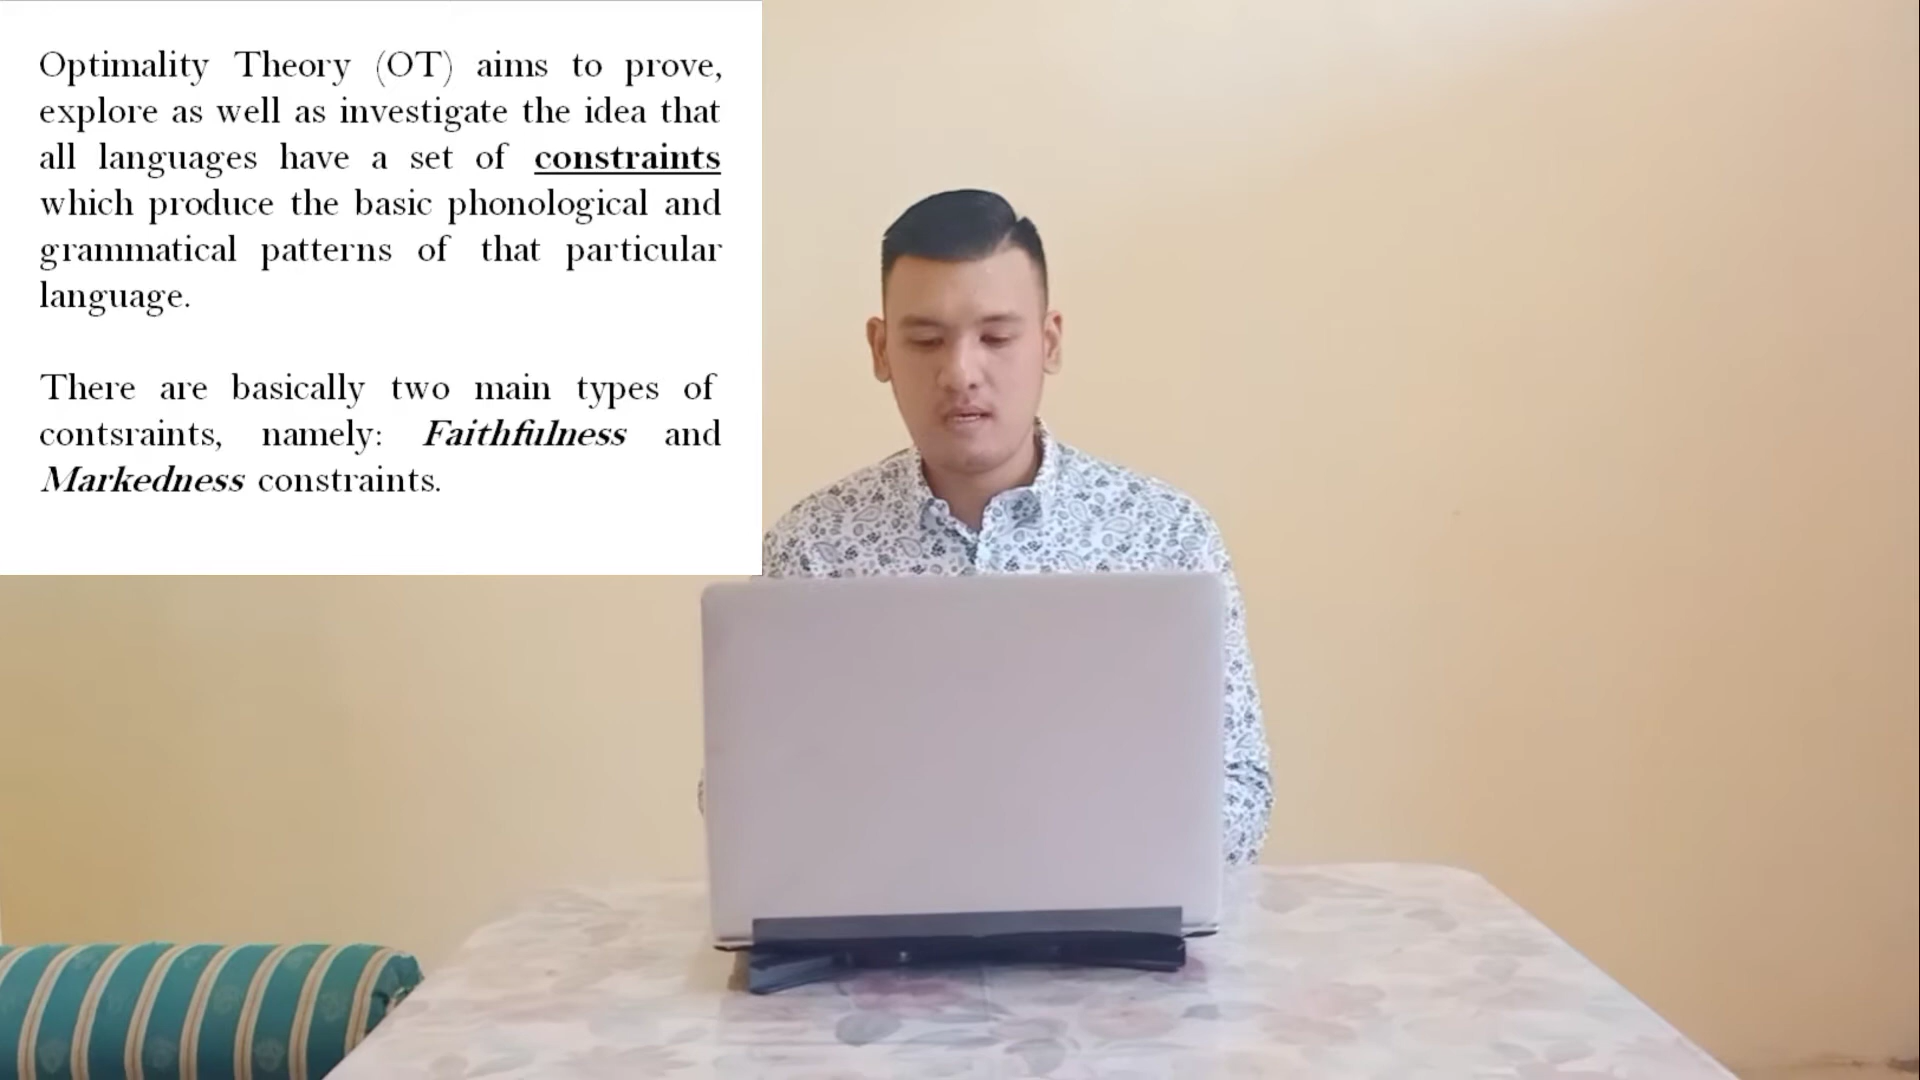 Optimality Theory (OT) aims to prove,
explore as well as investigate the idea that
all languages have a set of constraints
which produce the basic phonological and
grammatical patterns of that particular
language.
There are basically two main types of
contsraints, namely: Faithfulness and
Markedness constraints.